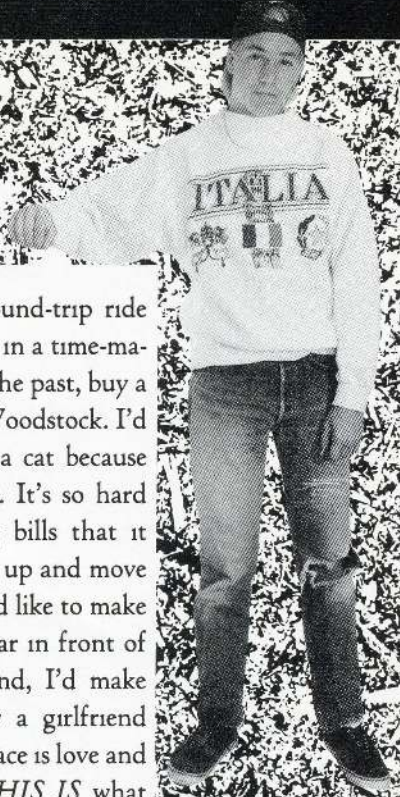 ITALIA
und-trip ride
in a time-ma-
he past, buy a
Woodstock. I'd
a cat because
. It's so hard
bills that it
up and move
d like to make
ar in front of
nd, I'd make
a girlfriend
ace is love and
HIS IS what